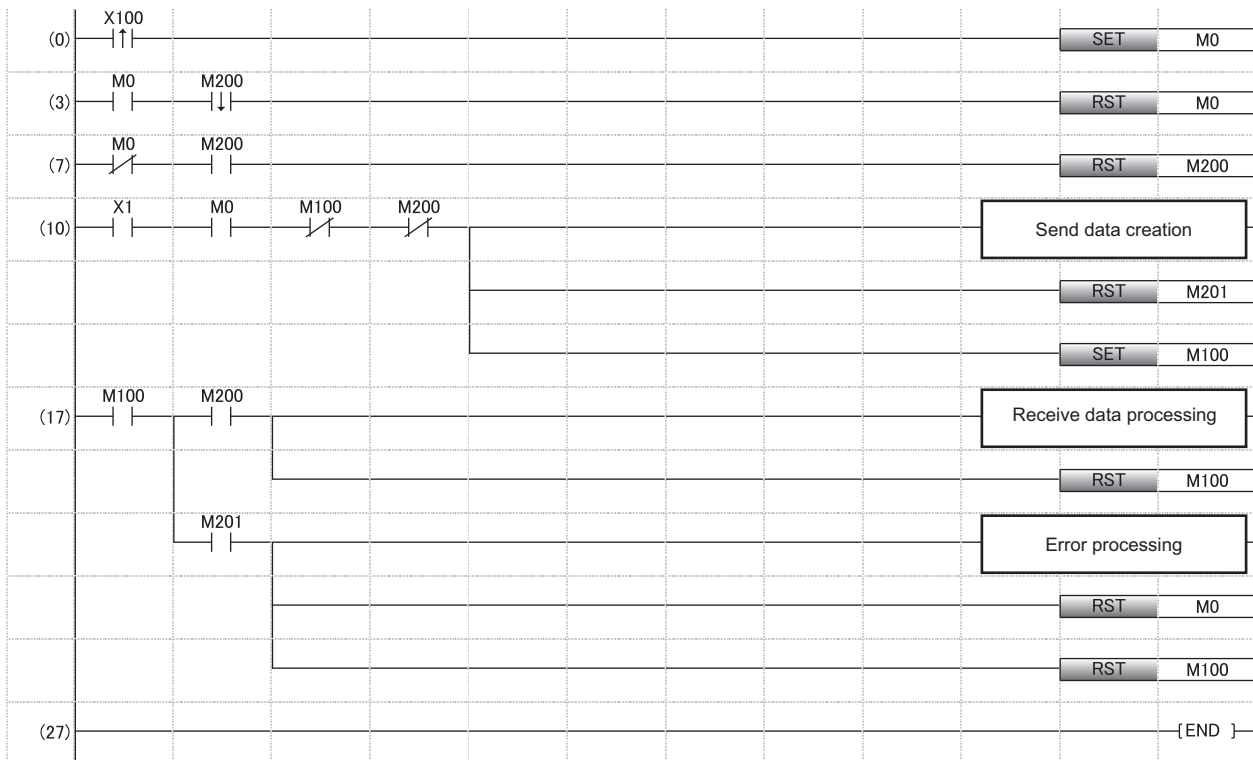 X100
(0) SET M0
M0 M200
(3) RST M0
M0 M200
(7) RST M200
X1 M0 M100 M200
(10) Send data creation
RST M201
SET M100
M100 M200
(17) Receive data processing
RST M100
M201
Error processing
RST M0
RST M100
(27) [END ]